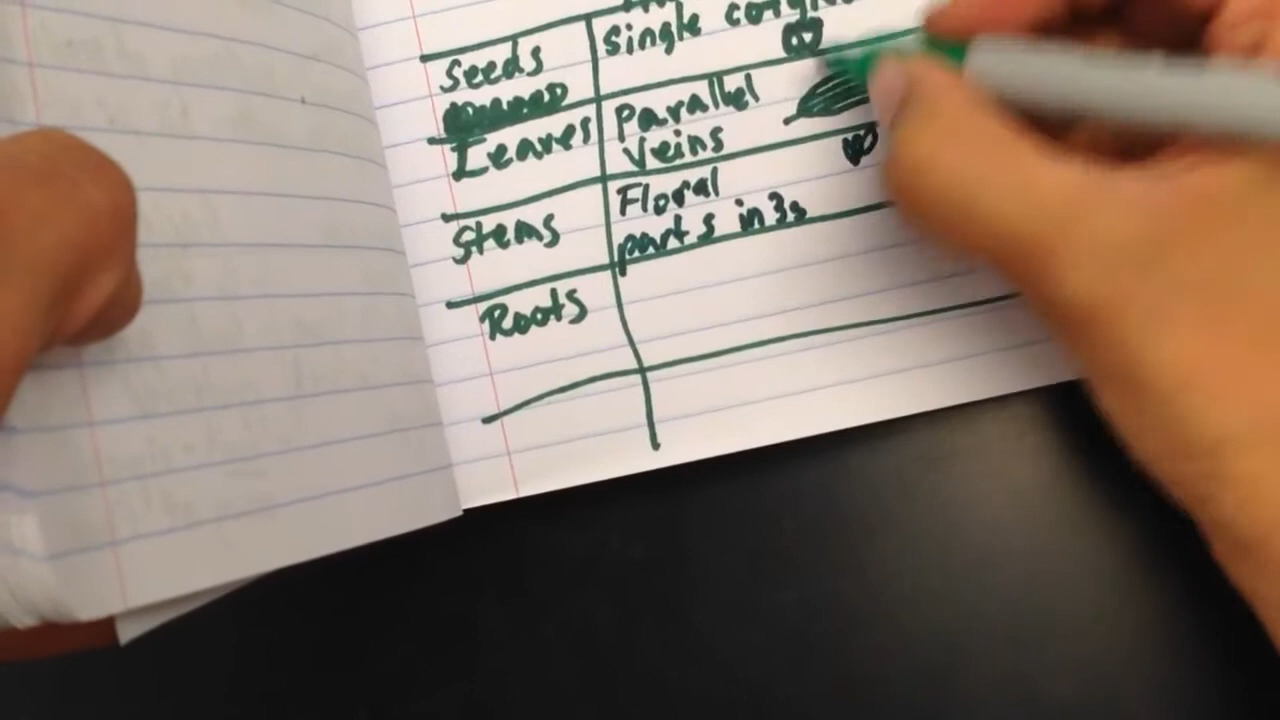 Seeds
single
Leaves
Parallel
veins
Stems
Floral
parts in 3s
Roots